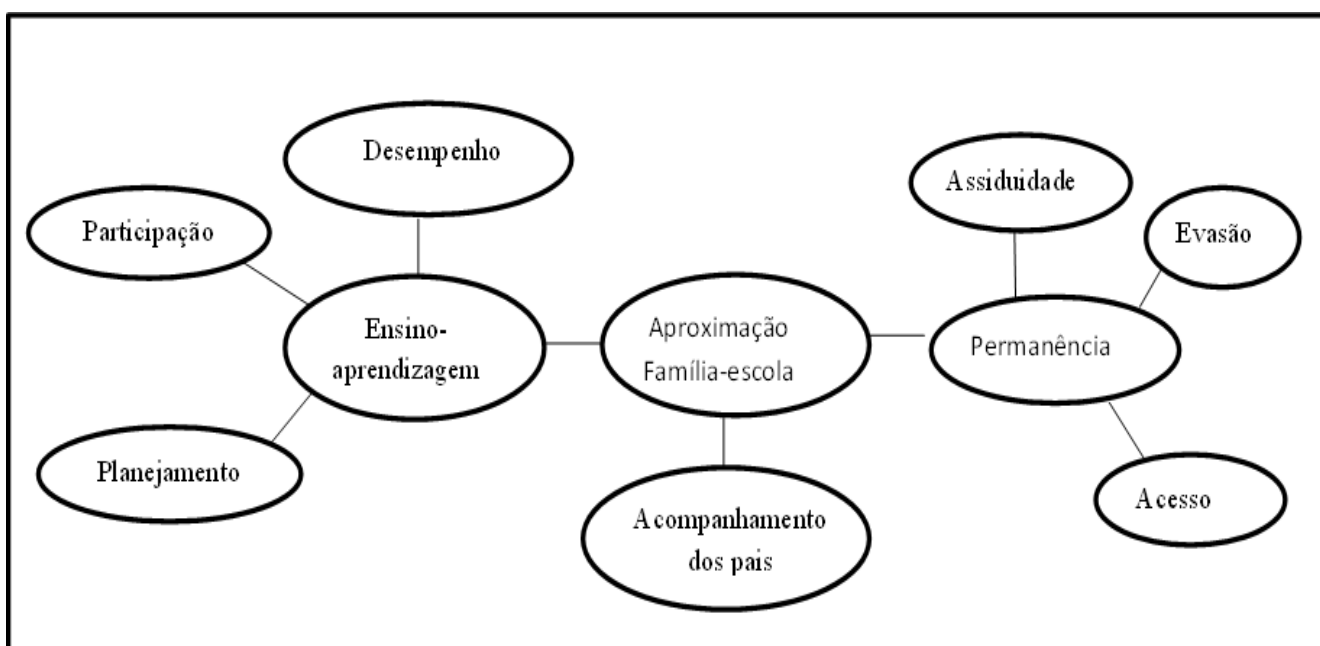 Desempenho
Participação
Ensino-
aprendizagem
Planejamento
Aproximação
Família-escola
Acompanhamento
dos pais
Assiduidade
Evasão
Permanência
Acesso